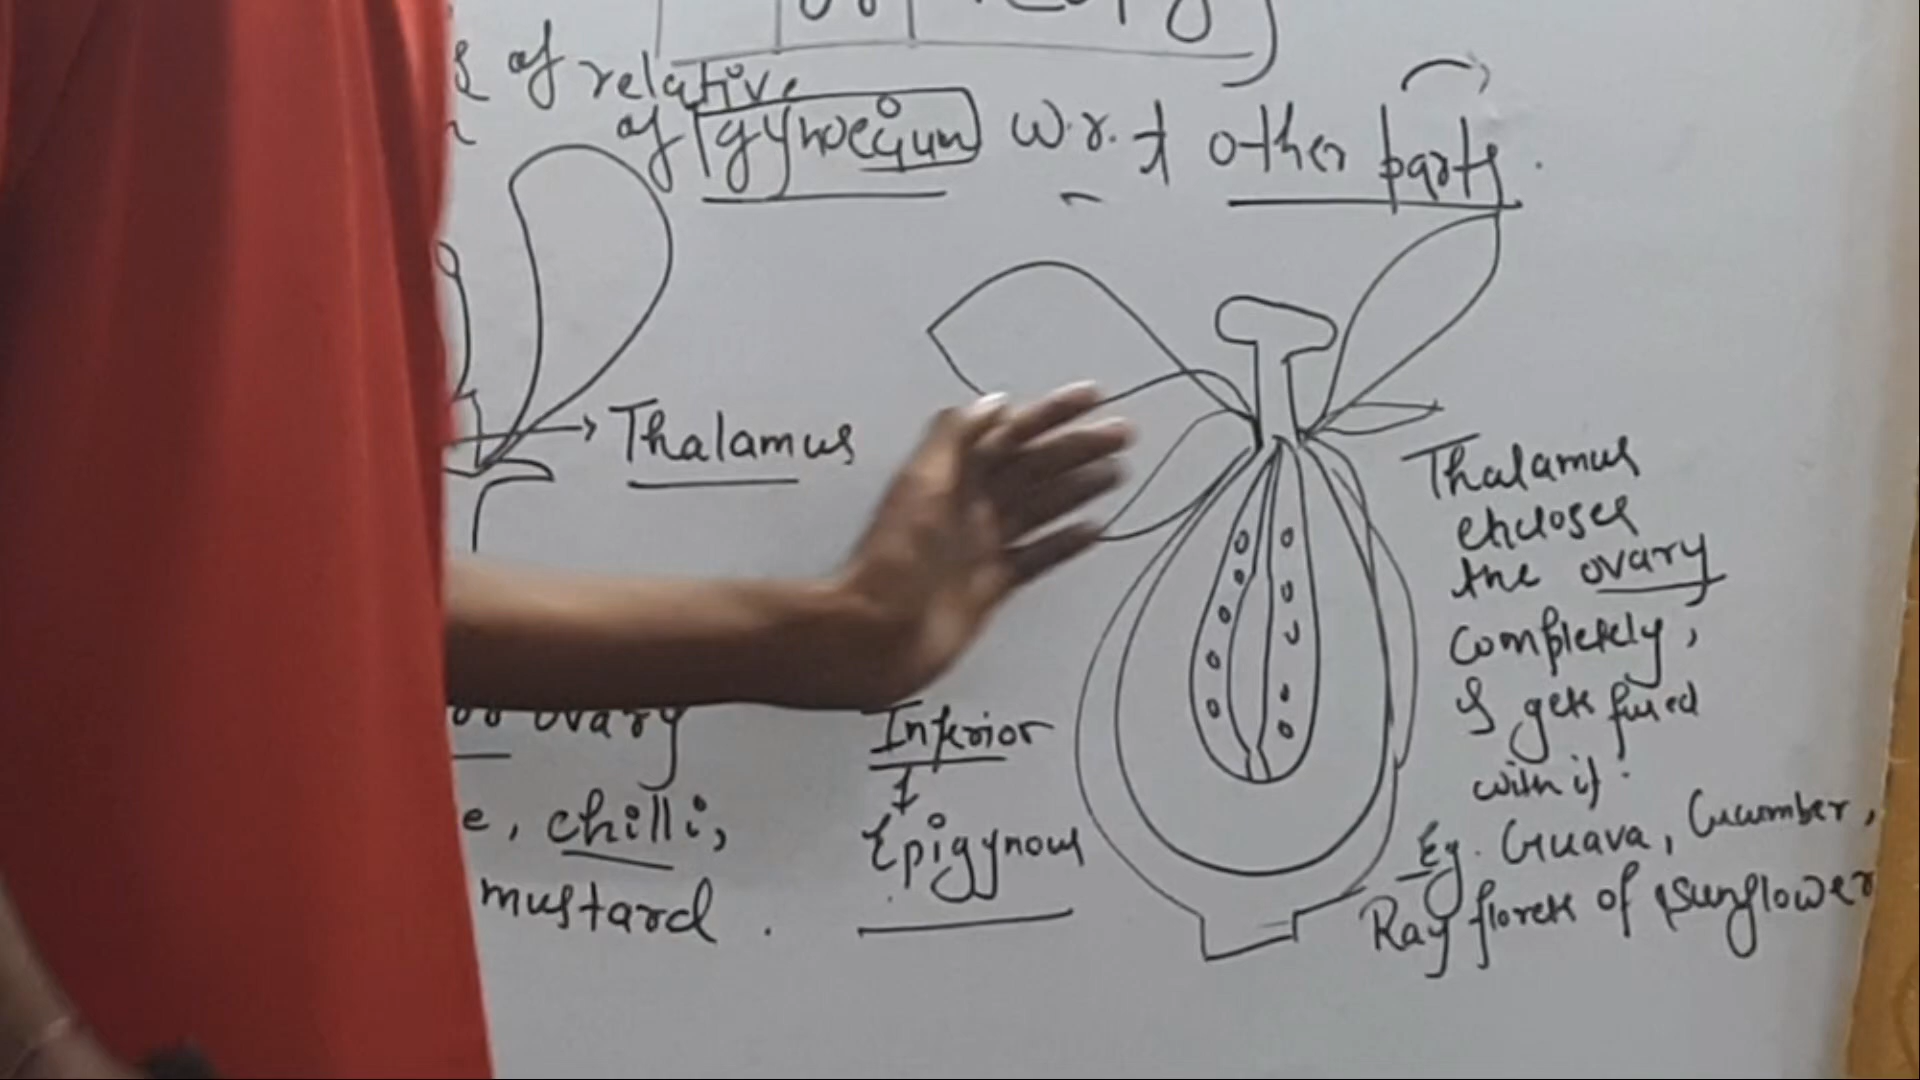 of relative
of gynoecium w.r.t other parts.
Thalamus
Thalamus
encloses
the ovary
completely,
& gets fused
with it.
ovary
Inferior
Epigynous
e, chilli,
mustard.
Eg. Guava, Cucumber,
Ray florets of sunflower